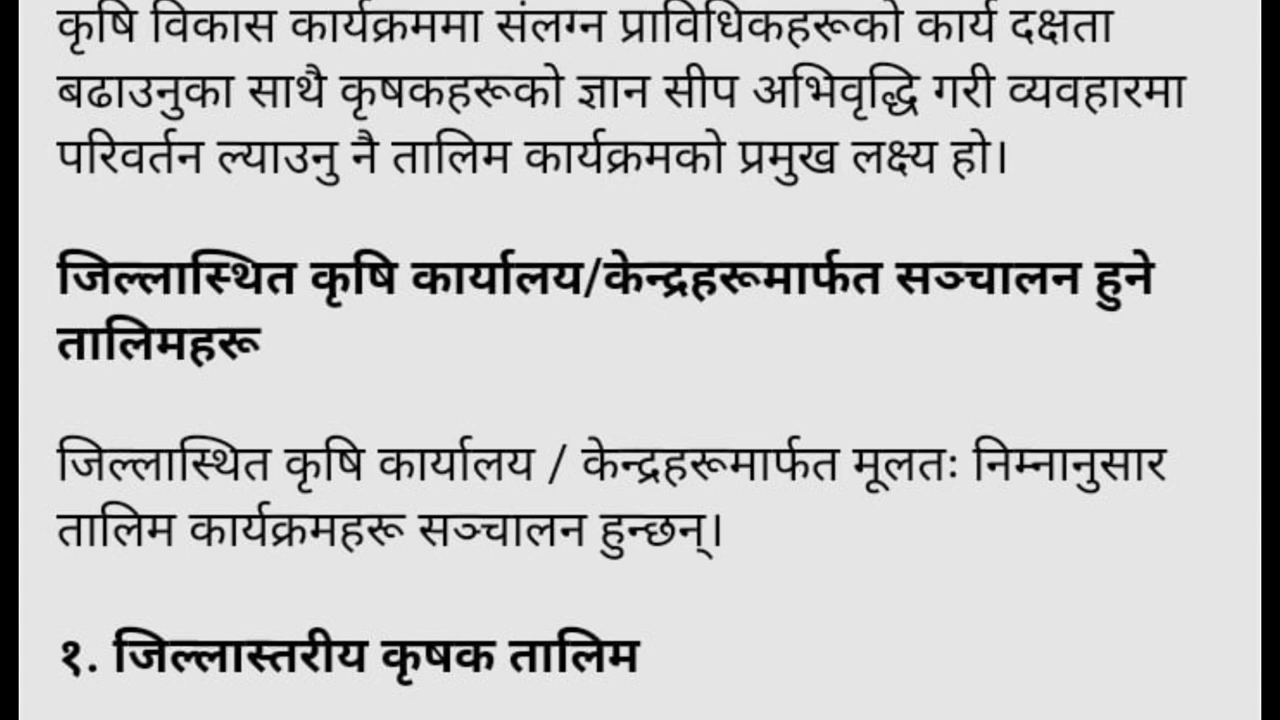 कृषि विकास कार्यक्रममा संलग्न प्राविधिकहरूको कार्य दक्षता
बढाउनुका साथै कृषकहरूको ज्ञान सीप अभिवृद्धि गरी व्यवहारमा
परिवर्तन ल्याउनु नै तालिम कार्यक्रमको प्रमुख लक्ष्य हो।
जिल्लास्थित कृषि कार्यालय/केन्द्रहरूमार्फत सञ्चालन हुने
तालिमहरू
जिल्लास्थित कृषि कार्यालय / केन्द्रहरूमार्फत मूलतः निम्नानुसार
तालिम कार्यक्रमहरू सञ्चालन हुन्छन्।
१. जिल्लास्तरीय कृषक तालिम